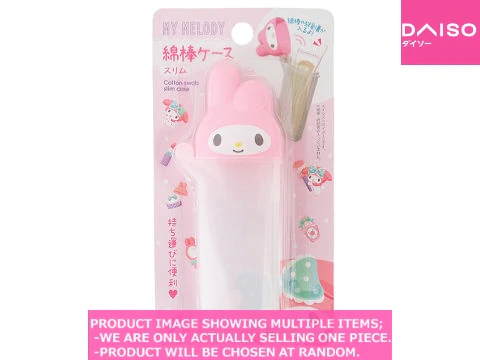 MY MELODY
綿棒ケース
スリム
Cotton swab
slim case
DAISO
ダイソー
持ち運びに便利♥
PRODUCT IMAGE SHOWING MULTIPLE ITEMS;
-WE ARE ONLY ACTUALLY SELLING ONE PIECE.
-PRODUCT WILL BE CHOSEN AT RANDOM.